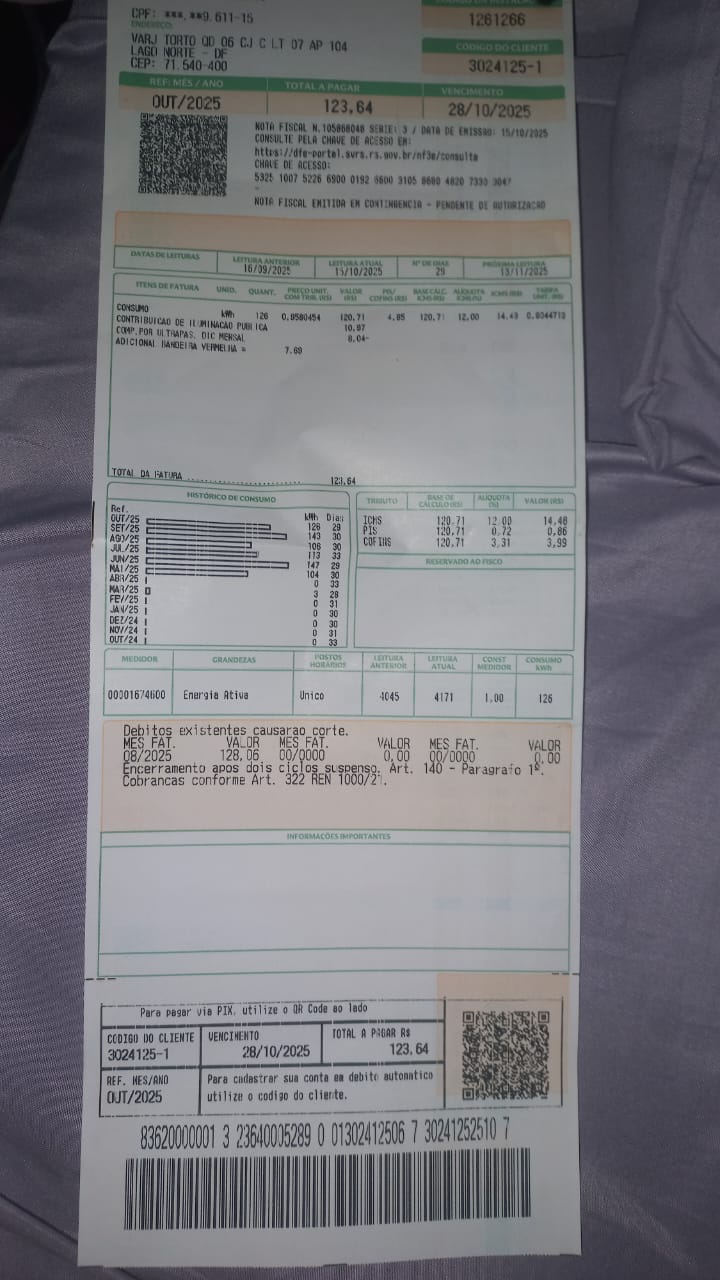 CPF: ***.**9.611-15
ENDEREÇO:
VARJ TORTO QD 06 CJ C LT 07 AP 104
LAGO NORTE - DF
CEP: 71.540-400
1261266
CÓDIGO DO CLIENTE
3024125-1
REF: MÊS / ANO TOTAL A PAGAR VENCIMENTO
OUT/2025 123,64 28/10/2025
NOTA FISCAL N.105868048 SERIE: 3 / DATA DE EMISSAO: 15/10/2025
CONSULTE PELA CHAVE DE ACESSO EM:
https://dfe-portal.svrs.rs.gov.br/nf3e/consulta
CHAVE DE ACESSO:
5325 1007 5226 6900 0192 6600 3105 8680 4820 7333 3047
NOTA FISCAL EMITIDA EM CONTINGENCIA - PENDENTE DE AUTORIZACAO
DATAS DE LEITURAS LEITURA ANTERIOR LEITURA ATUAL Nº DE DIAS PRÓXIMA LEITURA
16/09/2025 15/10/2025 29 13/11/2025
ITENS DE FATURA UNID. QUANT. PREÇO UNIT. COM TRIB. (R$) VALOR (R$) PIS/ COFINS (R$) BASE CALC. ICMS (R$) ALÍQUOTA ICMS (%) ICMS (R$) TARIFA UNIT. (R$)
CONSUMO kWh 126 0,9580454 120,71 4,85 120,71 12,00 14,48
CONTRIBUICAO DE ILUMINACAO PUBLICA 10,97
COMP.POR ULTRAPAS. DIC MENSAL 8,04-
ADICIONAL BANDEIRA VERMELHA = 7.69
TOTAL DA FATURA 123,64
HISTÓRICO DE CONSUMO
Ref. kWh Dias
OUT/25 126 29
SET/25 143 30
AGO/25 106 30
JUL/25 113 33
JUN/25 147 29
MAI/25 104 30
ABR/25 0 33
MAR/25 3 28
FEV/25 0 31
JAN/25 0 30
DEZ/24 0 30
NOV/24 0 31
OUT/24 0 33
TRIBUTO BASE DE CÁLCULO (R$) ALÍQUOTA (%) VALOR (R$)
ICMS 120,71 12,00 14,48
PIS 120,71 0,72 0,86
COFINS 120,71 3,31 3,99
RESERVADO AO FISCO
MEDIDOR GRANDEZAS POSTOS HORÁRIOS LEITURA ANTERIOR LEITURA ATUAL CONST MEDIDOR CONSUMO kWh
00001674600 Energia Ativa Unico 4045 4171 1,00 126
Debitos existentes causarao corte.
MES FAT. VALOR MES FAT. VALOR MES FAT. VALOR
08/2025 128,06 00/0000 0,00 00/0000 0,00
Encerramento apos dois ciclos suspenso. Art. 140 - Paragrafo 1º.
Cobrancas conforme Art. 322 REN 1000/21.
INFORMAÇÕES IMPORTANTES
Para pagar via PIX, utilize o QR Code ao lado
CODIGO DO CLIENTE VENCIMENTO TOTAL A PAGAR R$
3024125-1 28/10/2025 123,64
REF. MES/ANO Para cadastrar sua conta em debito automatico
OUT/2025 utilize o codigo do cliente.
83620000001 3 23640005289 0 01302412506 7 30241252510 7